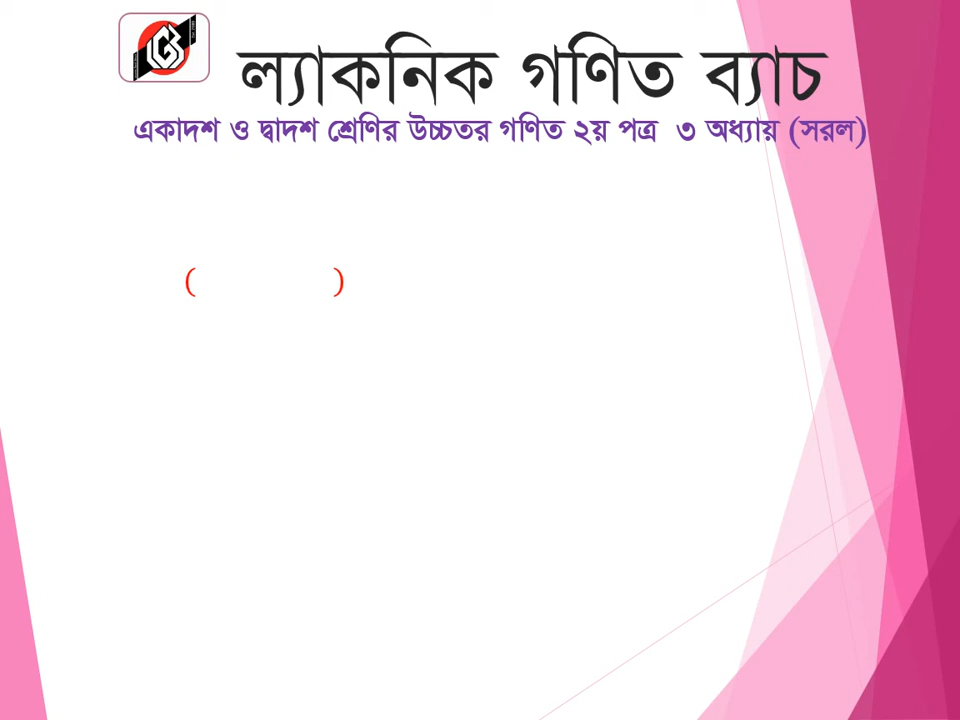 ল্যাকনিক গণিত ব্যাচ
একাদশ ও দ্বাদশ শ্রেণির উচ্চতর গণিত ২য় পত্র ৩ অধ্যায় (সরল)
( )